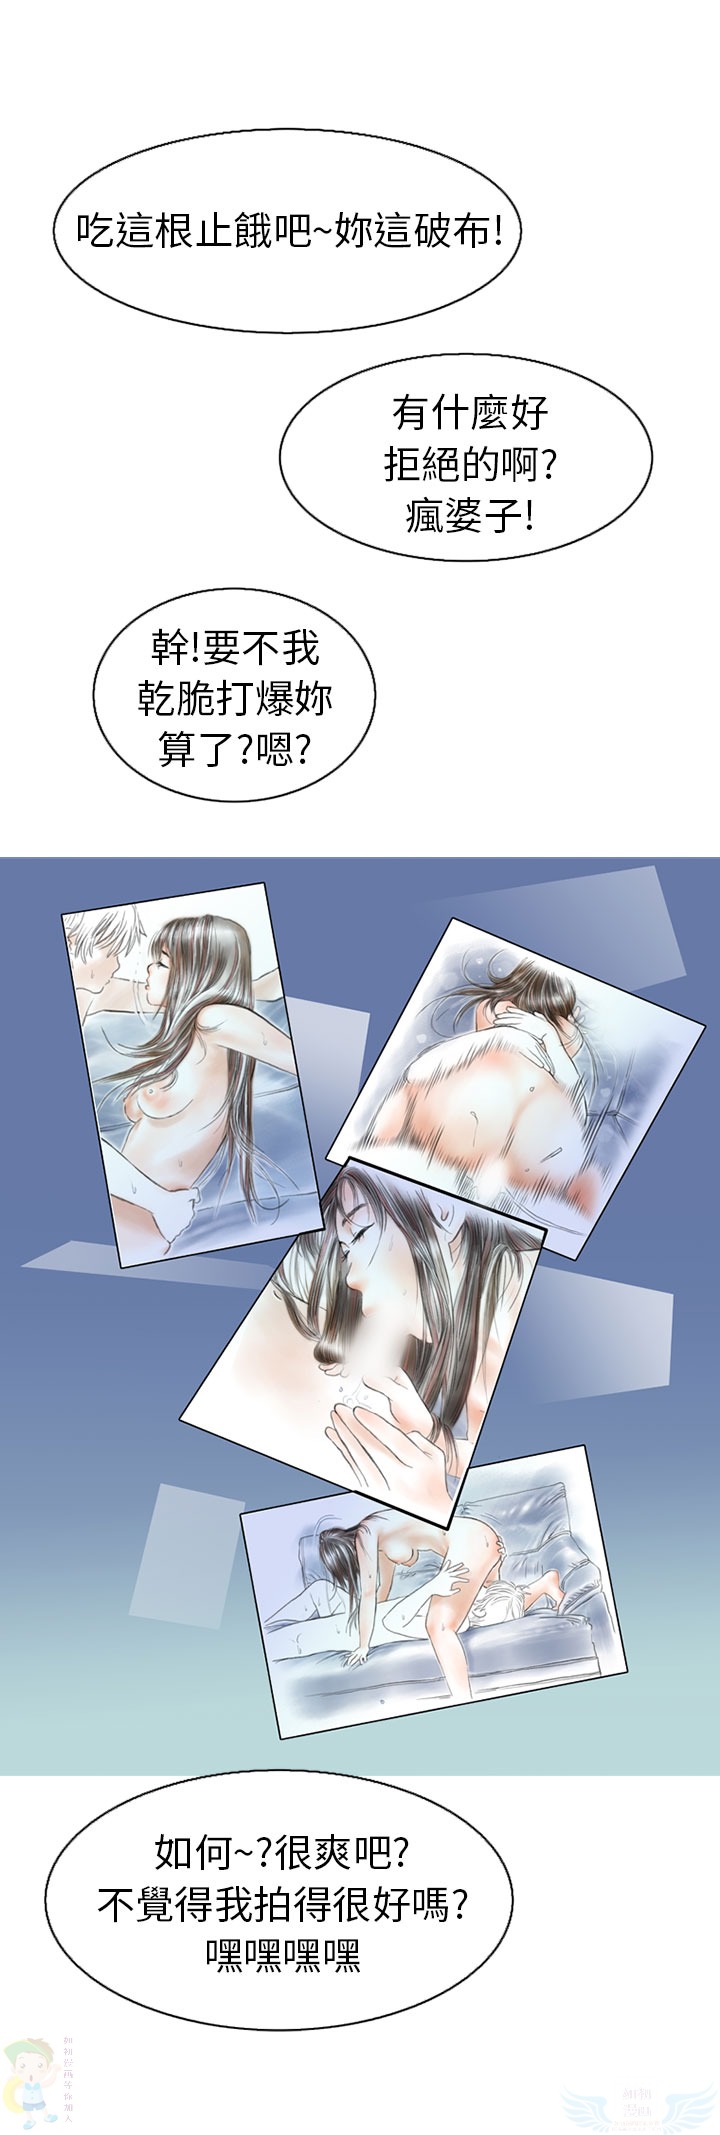 吃這根止餓吧~妳這破布!
有什麼好
拒絕的啊?
瘋婆子!
幹!要不我
乾脆打爆妳
算了?嗯?
如何~?很爽吧?
不覺得我拍得很好嗎?
嘿嘿嘿嘿